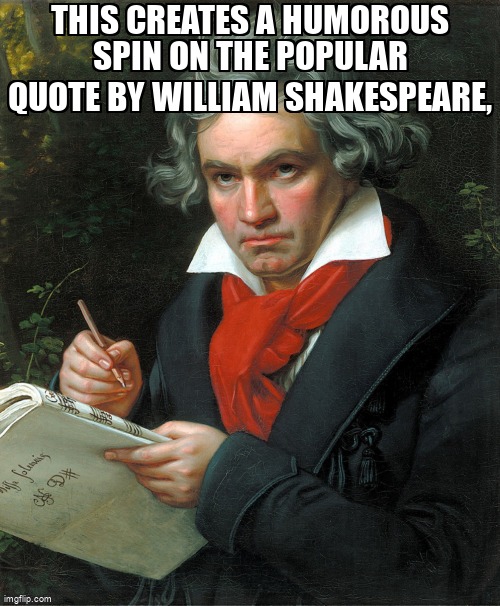 THIS CREATES A HUMOROUS
SPIN ON THE POPULAR
QUOTE BY WILLIAM SHAKESPEARE,
D#
imgflip.com